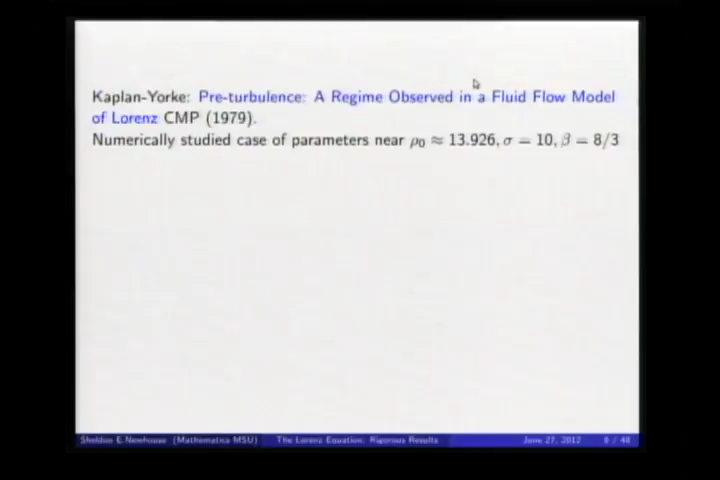 Kaplan-Yorke: Pre-turbulence: A Regime Observed in a Fluid Flow Model
of Lorenz CMP (1979).
Numerically studied case of parameters near ρ₀ ≈ 13.926, σ = 10, β = 8/3
Sheldon E.Newhouse (Mathematics MSU) The Lorenz Equation: Rigorous Results June 27, 2012 / 48